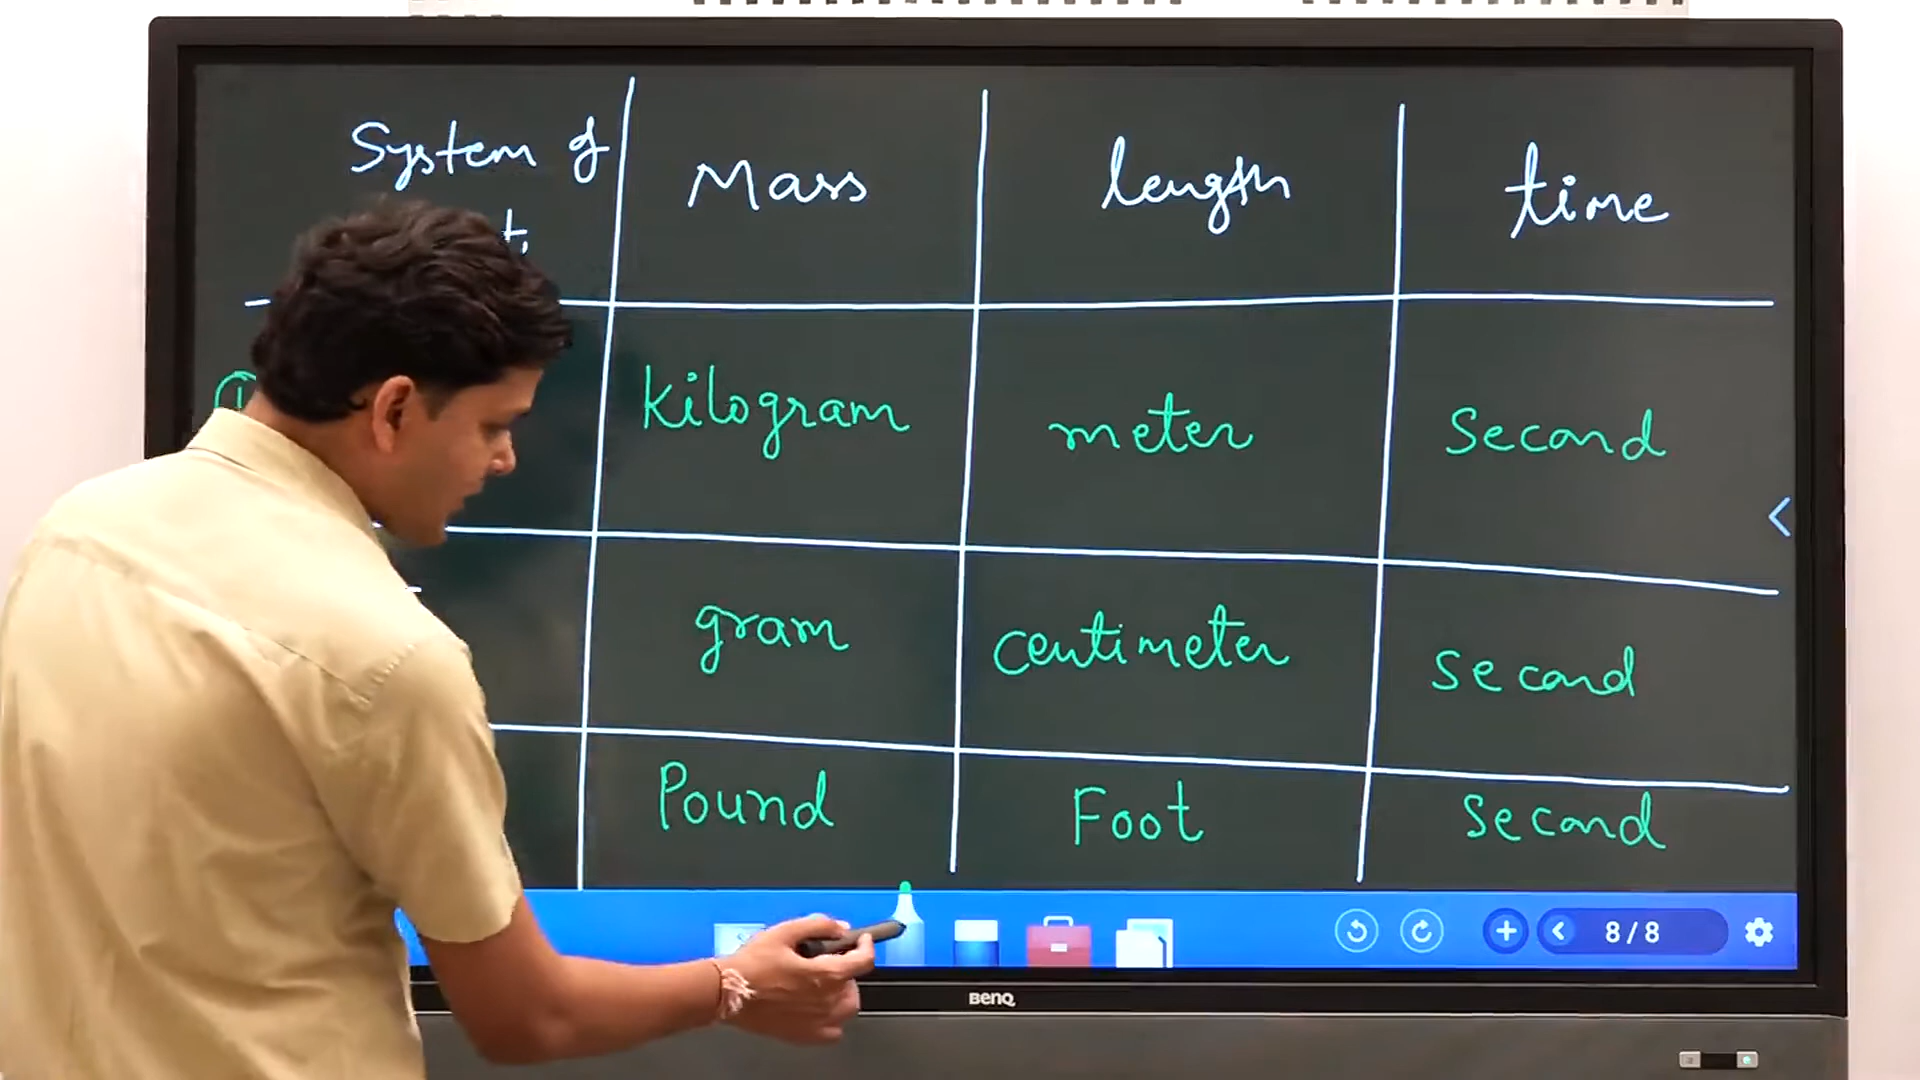 System of
Mass
length
time
Kilogram
meter
Second
gram
centimeter
Second
Pound
Foot
Second
8/8
BenQ